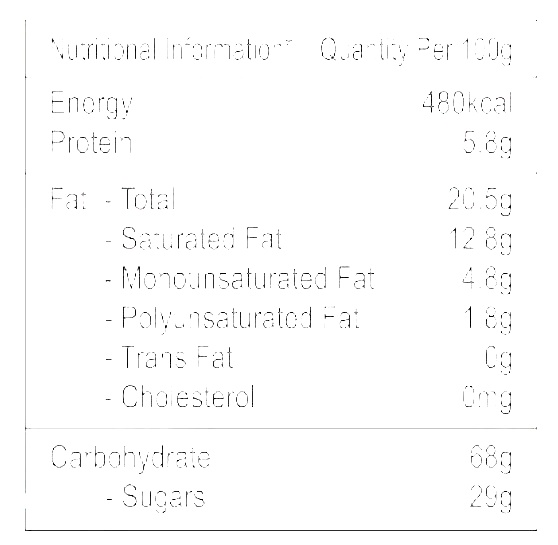 Nutritional Information* Quantity Per 100g
Energy 480kcal
Protein 5.8g
Fat - Total 20.5g
- Saturated Fat 12.8g
- Monounsaturated Fat 4.8g
- Polyunsaturated Fat 1.8g
- Trans Fat 0g
- Cholesterol 0mg
Carbohydrate 68g
- Sugars 29g